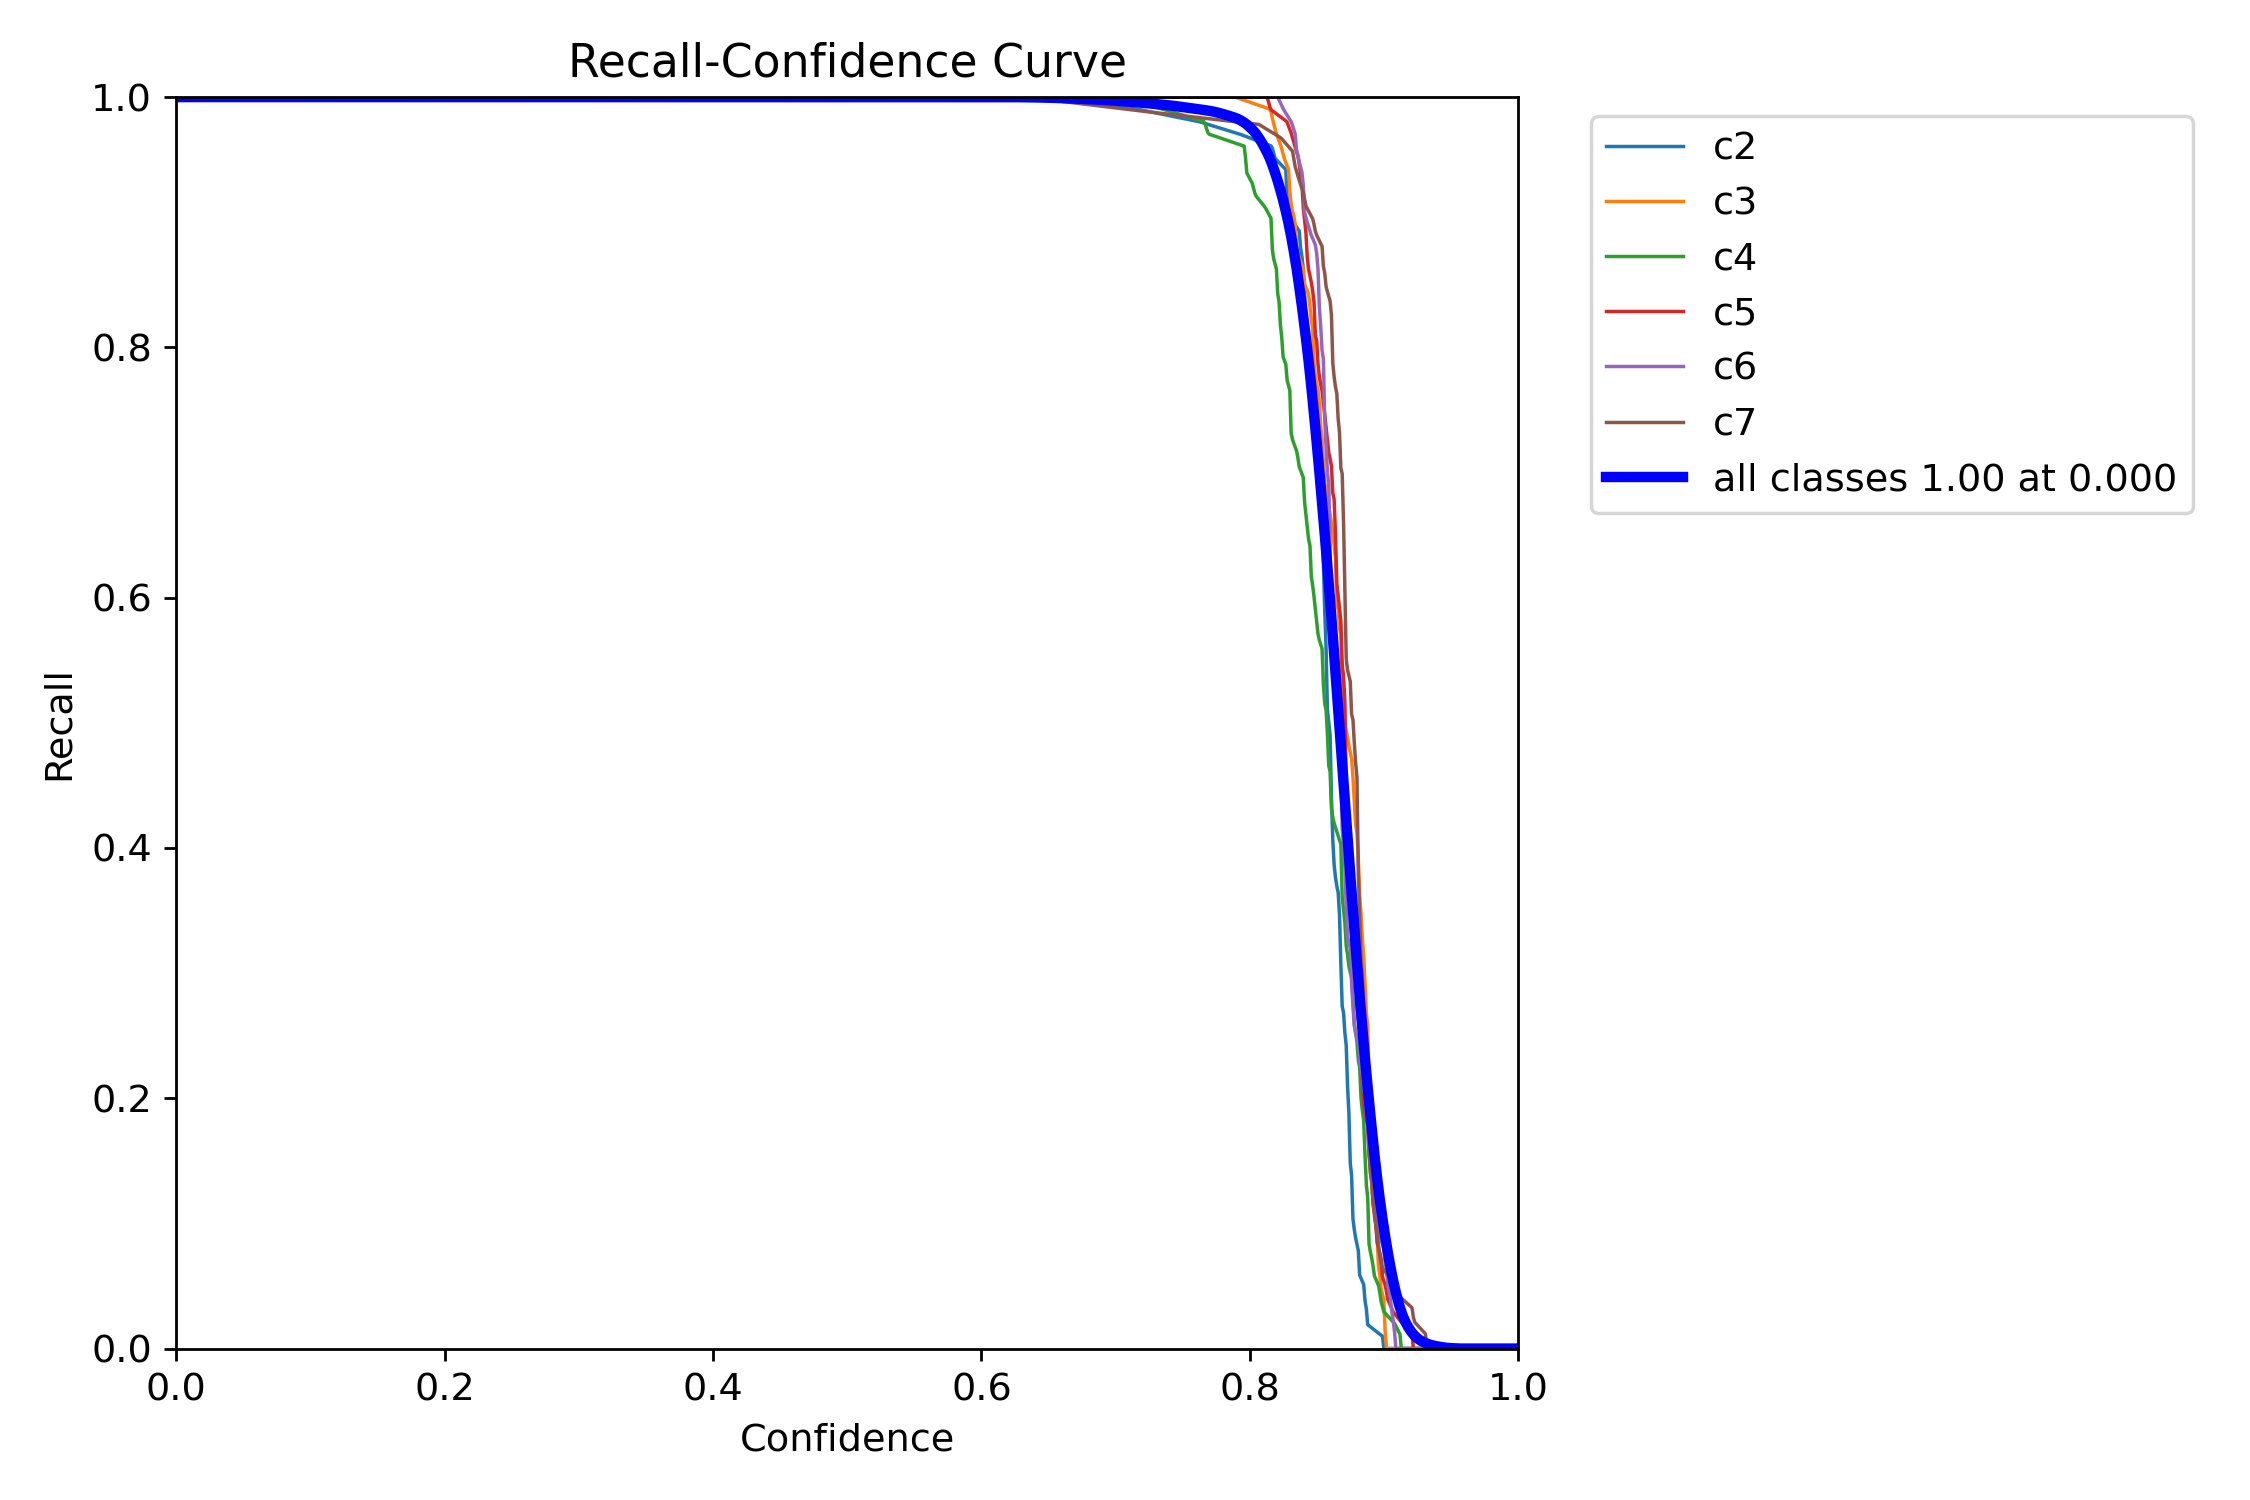 Recall-Confidence Curve
1.0
0.8
0.6
0.4
0.2
0.0
Recall
0.0 0.2 0.4 0.6 0.8 1.0
Confidence
c2
c3
c4
c5
c6
c7
all classes 1.00 at 0.000